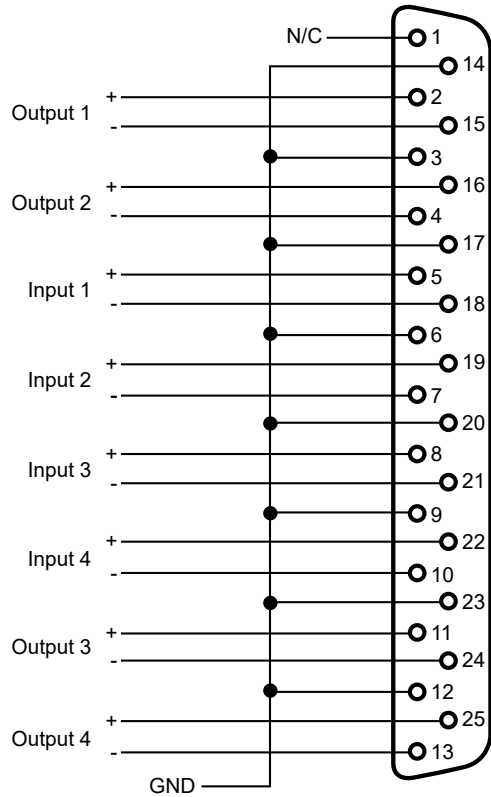 N/C 1
14
+ 2
Output 1
- 15
3
+ 16
Output 2
- 4
17
+ 5
Input 1
- 18
6
+ 19
Input 2
- 7
20
+ 8
Input 3
- 21
9
+ 22
Input 4
- 10
23
+ 11
Output 3
- 24
12
+ 25
Output 4
- 13
GND